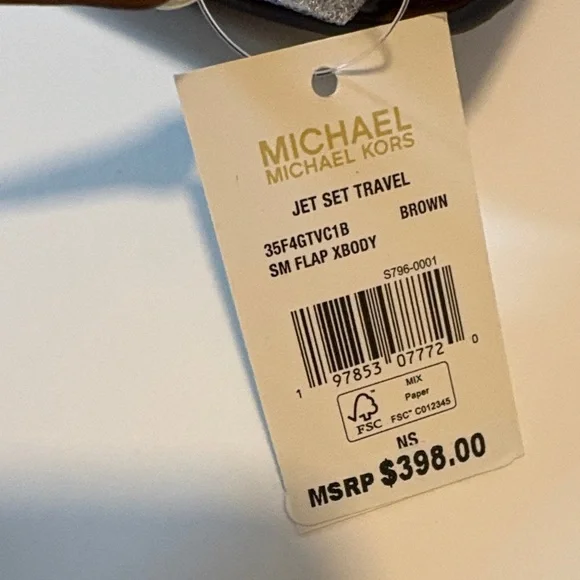 MICHAEL
MICHAEL KORS
JET SET TRAVEL
35F4GTVC1B BROWN
SM FLAP XBODY
S796-0001
1 97853 07772 0
MIX
Paper
FSC FSC™ C012345
NS
MSRP $398.00